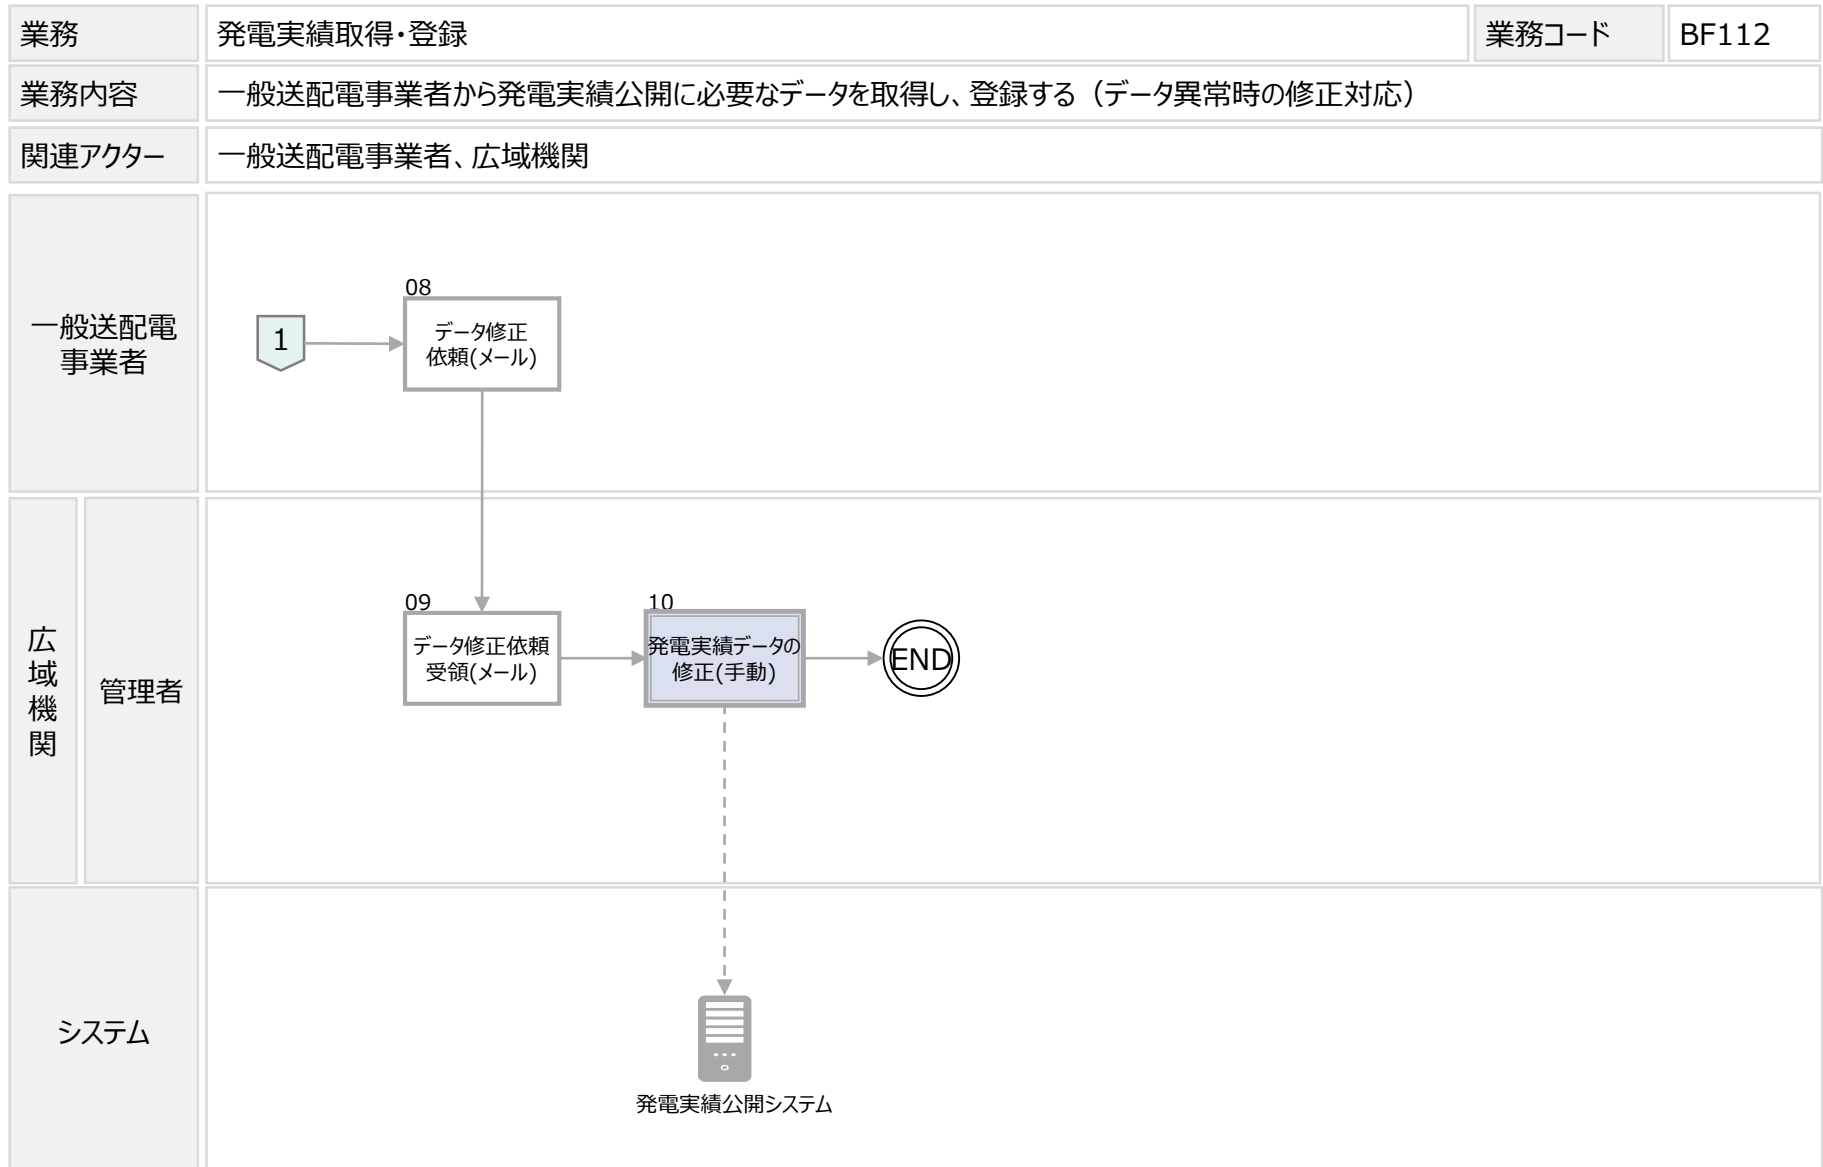 業務
発電実績取得・登録
業務コード
BF112
業務内容
一般送配電事業者から発電実績公開に必要なデータを取得し、登録する（データ異常時の修正対応）
関連アクター
一般送配電事業者、広域機関
一般送配電
事業者
1
08
データ修正
依頼(メール)
広域機関
管理者
09
データ修正依頼
受領(メール)
10
発電実績データの
修正(手動)
END
システム
発電実績公開システム